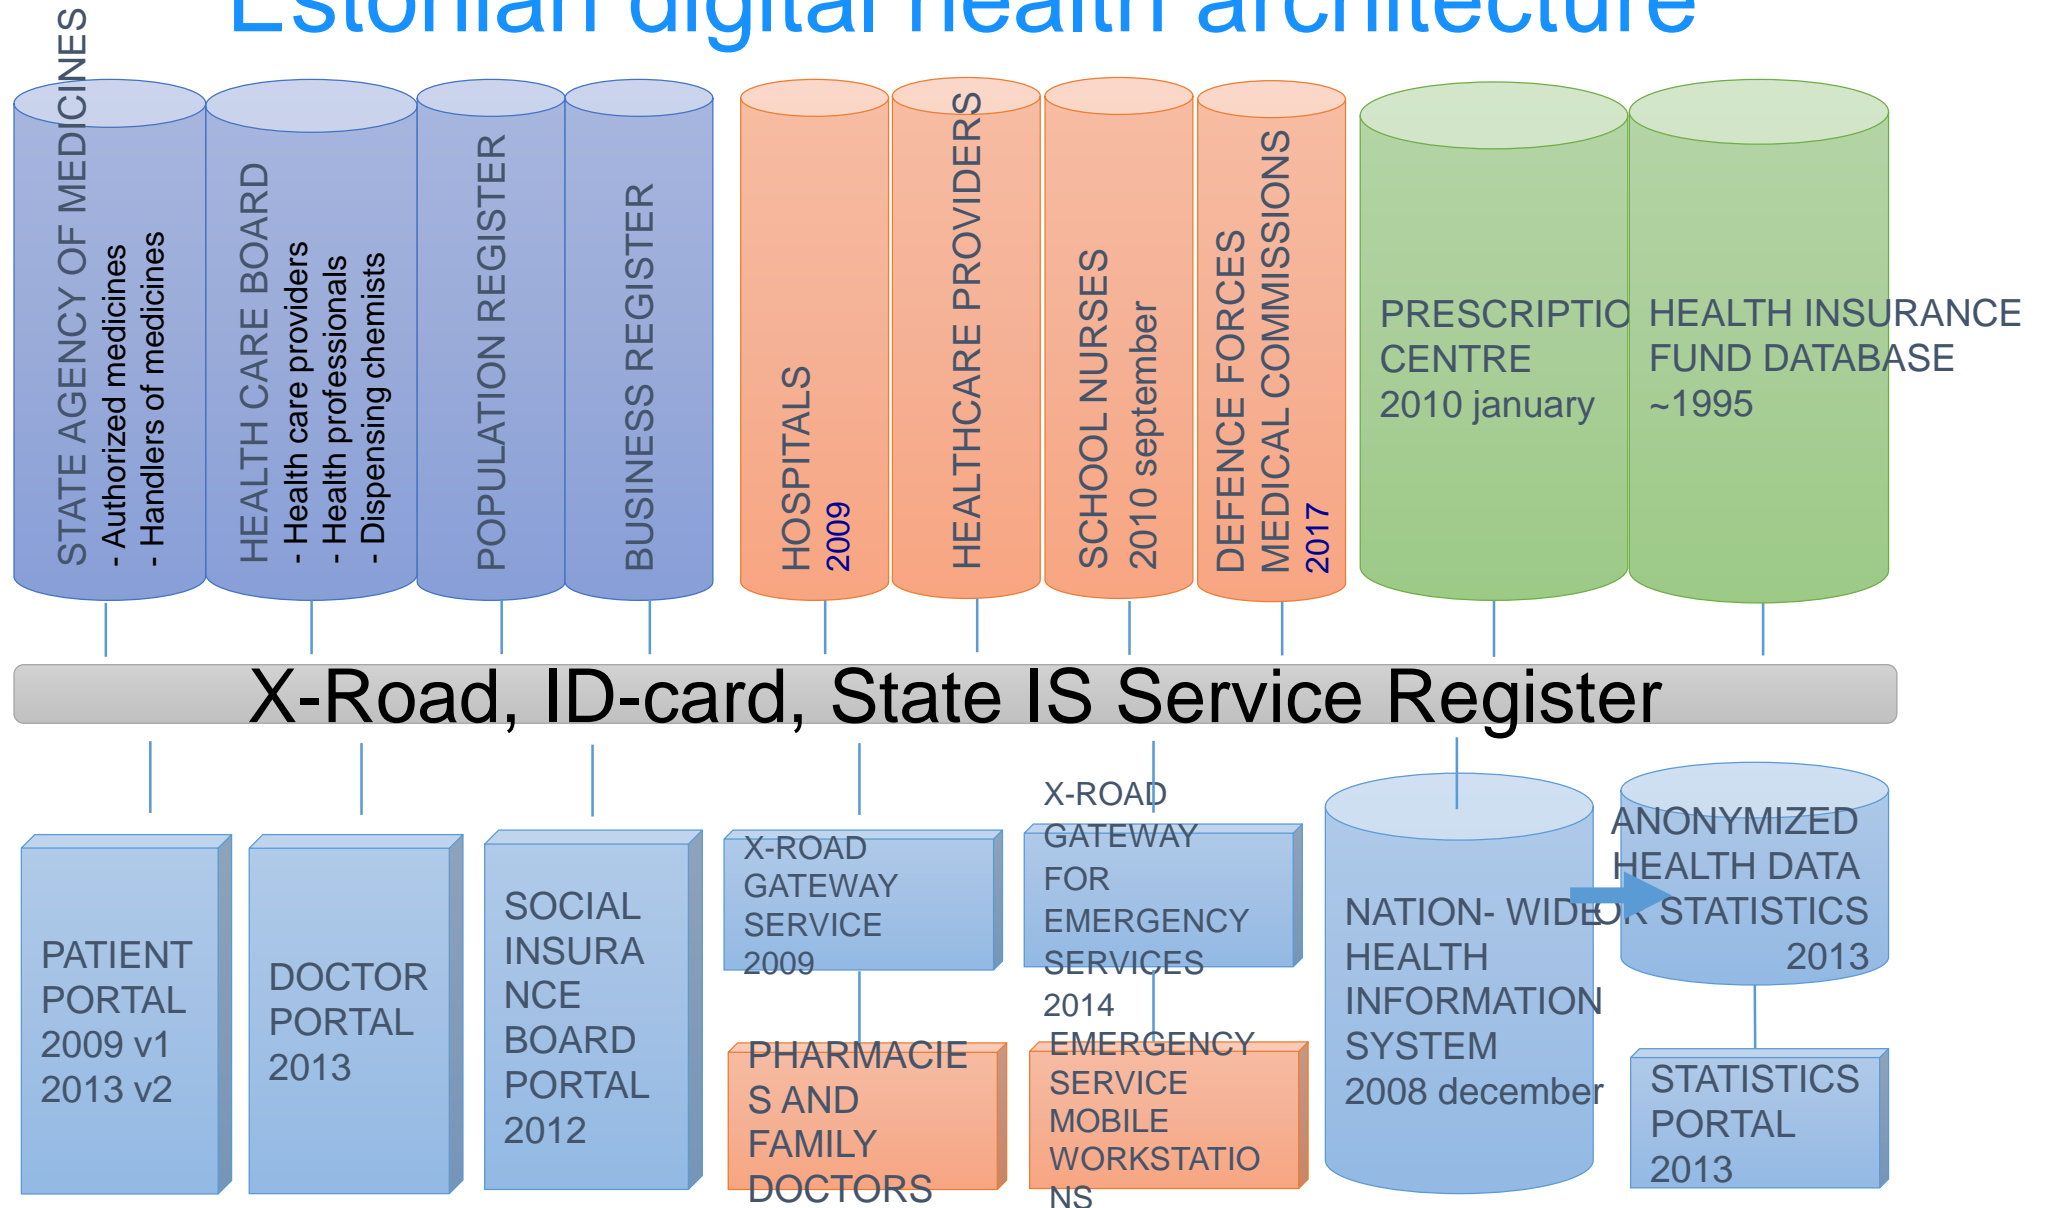 Estonian digital health architecture
STATE AGENCY OF MEDICINES
- Authorized medicines
- Handlers of medicines
HEALTH CARE BOARD
- Health care providers
- Health professionals
- Dispensing chemists
POPULATION REGISTER
BUSINESS REGISTER
HOSPITALS
2009
HEALTHCARE PROVIDERS
SCHOOL NURSES
2010 september
DEFENCE FORCES
MEDICAL COMMISSIONS
2017
PRESCRIPTIO
CENTRE
2010 january
HEALTH INSURANCE
FUND DATABASE
~1995
X-Road, ID-card, State IS Service Register
PATIENT
PORTAL
2009 v1
2013 v2
DOCTOR
PORTAL
2013
SOCIAL
INSURA
NCE
BOARD
PORTAL
2012
X-ROAD
GATEWAY
SERVICE
2009
PHARMACIE
S AND
FAMILY
DOCTORS
X-ROAD
GATEWAY
FOR
EMERGENCY
SERVICES
2014
EMERGENCY
SERVICE
MOBILE
WORKSTATIO
NS
NATION- WIDE
HEALTH
INFORMATION
SYSTEM
2008 december
ANONYMIZED
HEALTH DATA
OR STATISTICS
2013
STATISTICS
PORTAL
2013